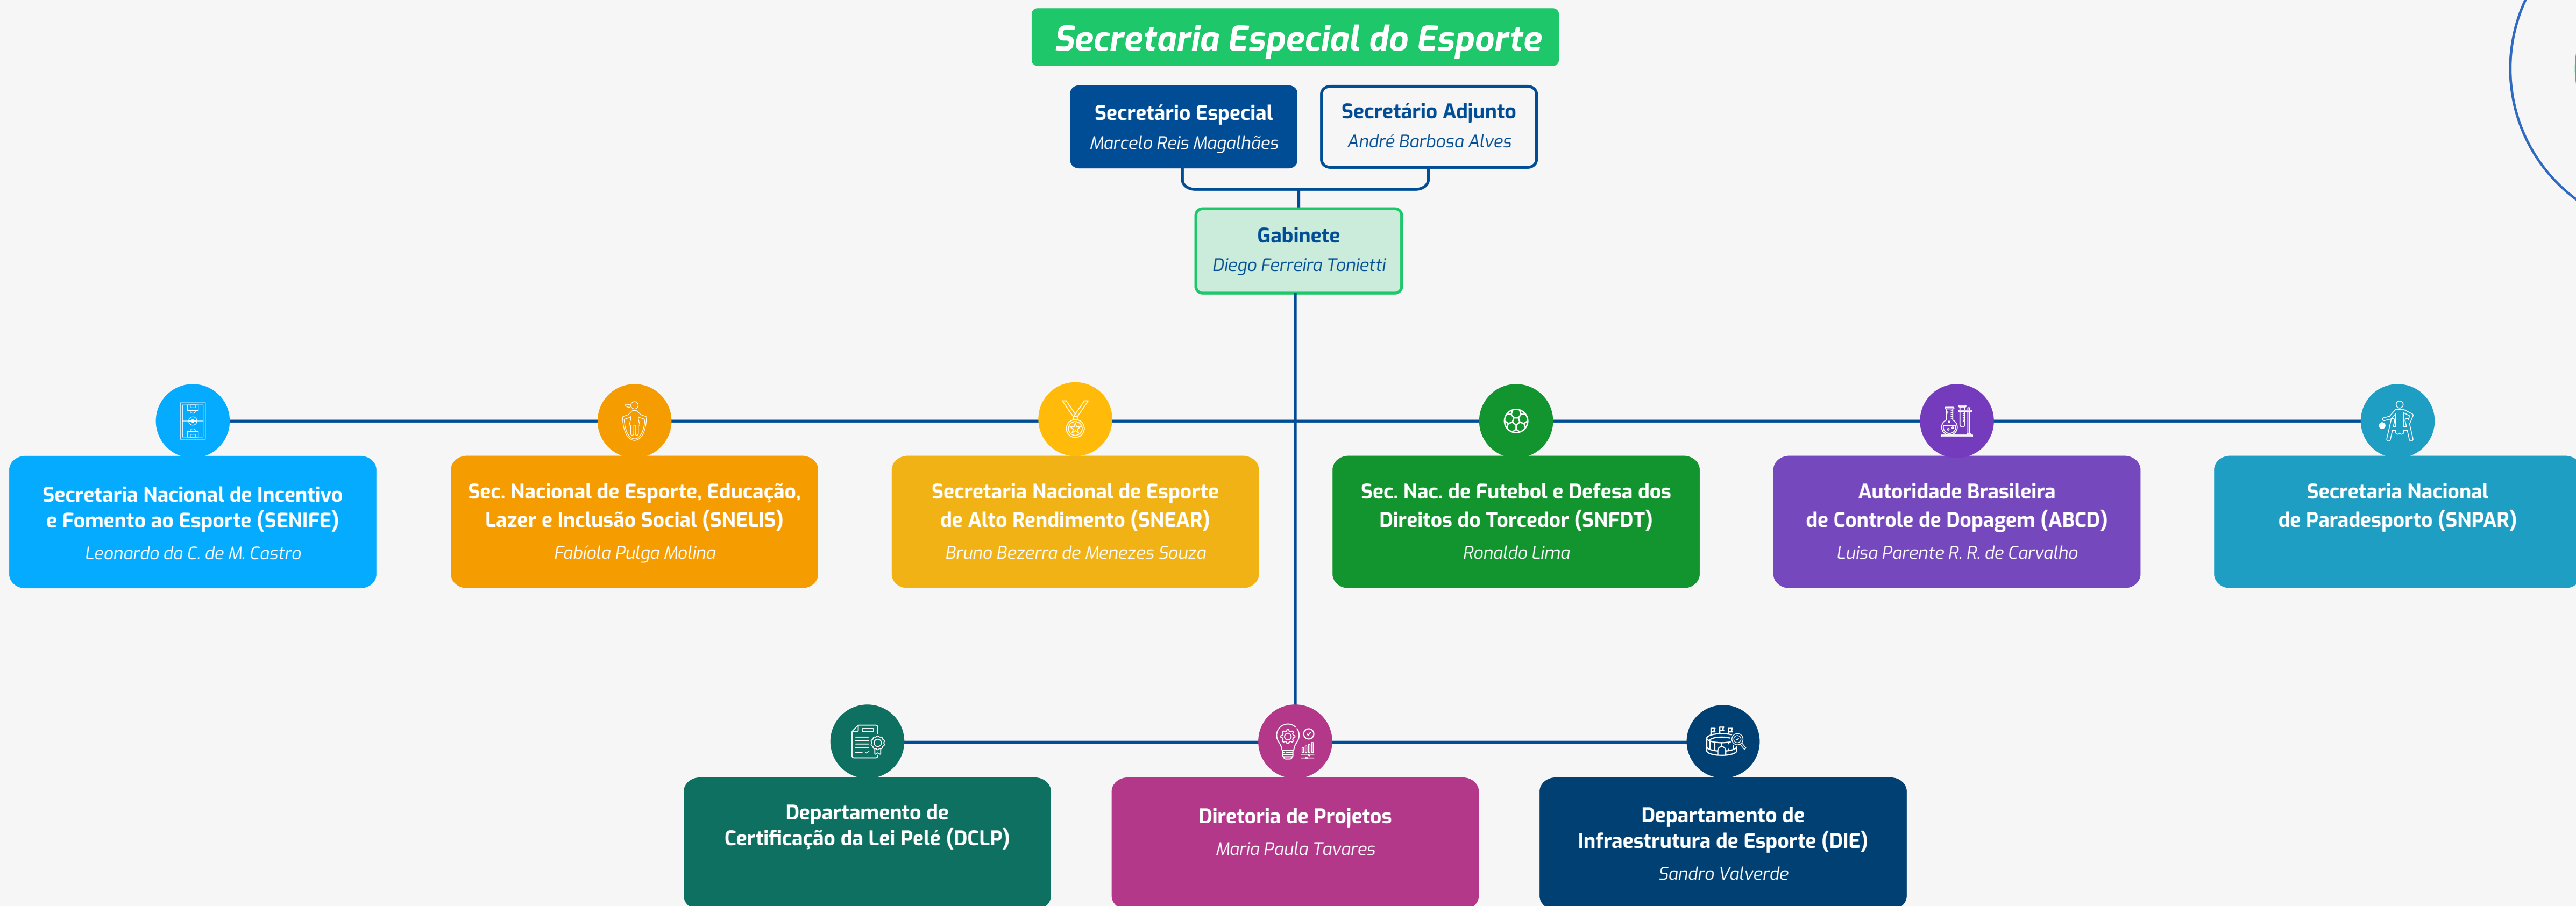 Secretaria Especial do Esporte
Secretário Especial
Marcelo Reis Magalhães
Secretário Adjunto
André Barbosa Alves
Gabinete
Diego Ferreira Tonietti
Secretaria Nacional de Incentivo
e Fomento ao Esporte (SENIFE)
Leonardo da C. de M. Castro
Sec. Nacional de Esporte, Educação,
Lazer e Inclusão Social (SNELIS)
Fabíola Pulga Molina
Secretaria Nacional de Esporte
de Alto Rendimento (SNEAR)
Bruno Bezerra de Menezes Souza
Sec. Nac. de Futebol e Defesa dos
Direitos do Torcedor (SNFDT)
Ronaldo Lima
Autoridade Brasileira
de Controle de Dopagem (ABCD)
Luisa Parente R. R. de Carvalho
Secretaria Nacional
de Paradesporto (SNPAR)
Departamento de
Certificação da Lei Pelé (DCLP)
Diretoria de Projetos
Maria Paula Tavares
Departamento de
Infraestrutura de Esporte (DIE)
Sandro Valverde